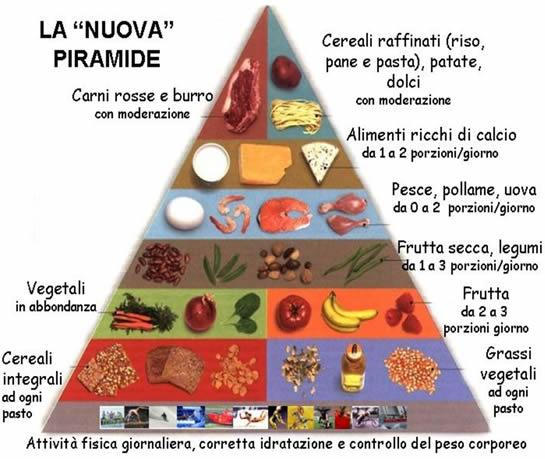 LA “NUOVA”
PIRAMIDE
Cereali raffinati (riso,
pane e pasta), patate,
dolci
con moderazione
Carni rosse e burro
con moderazione
Alimenti ricchi di calcio
da 1 a 2 porzioni/giorno
Pesce, pollame, uova
da 0 a 2 porzioni/giorno
Frutta secca, legumi
da 1 a 3 porzioni/giorno
Vegetali
in abbondanza
Frutta
da 2 a 3
porzioni giorno
Cereali
integrali
ad ogni
pasto
Grassi
vegetali
ad ogni
pasto
Attività fisica giornaliera, corretta idratazione e controllo del peso corporeo